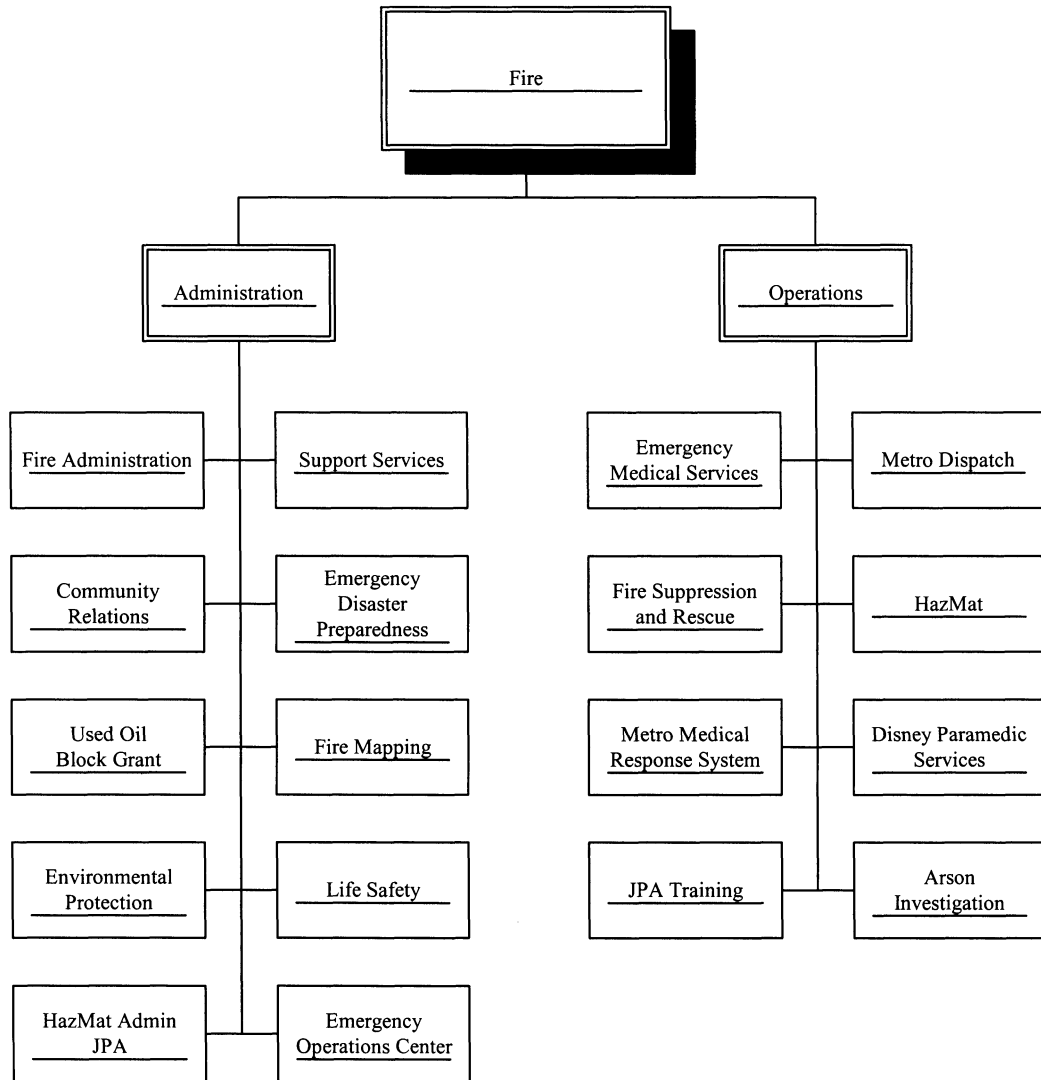 Fire
Administration
Operations
Fire Administration
Support Services
Emergency
Medical Services
Metro Dispatch
Community
Relations
Emergency
Disaster
Preparedness
Fire Suppression
and Rescue
HazMat
Used Oil
Block Grant
Fire Mapping
Metro Medical
Response System
Disney Paramedic
Services
Environmental
Protection
Life Safety
JPA Training
Arson
Investigation
HazMat Admin
JPA
Emergency
Operations Center